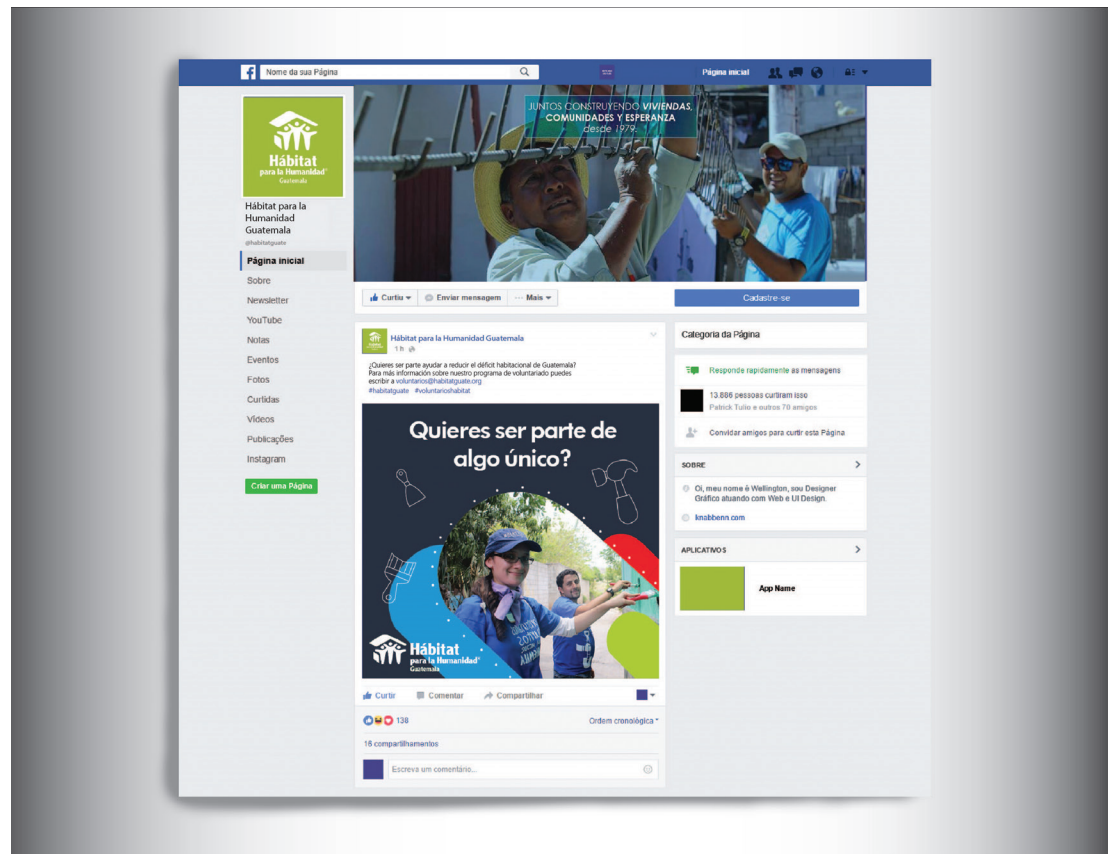 Nome da sua Página
Página inicial
JUNTOS CONSTRUYENDO VIVIENDAS,
COMUNIDADES Y ESPERANZA
desde 1979.
Hábitat
para la Humanidad®
Guatemala
Hábitat para la
Humanidad
Guatemala
@habitatguate
Página inicial
Sobre
Newsletter
YouTube
Notas
Eventos
Fotos
Curtidas
Vídeos
Publicações
Instagram
Criar uma Página
Curtiu
Enviar mensagem
··· Mais
Cadastre-se
Hábitat para la Humanidad Guatemala
1 h
¿Quieres ser parte ayudar a reducir el déficit habitacional de Guatemala?
Para más información sobre nuestro programa de voluntariado puedes
escribir a voluntarios@habitatguate.org
#habitatguate #voluntarioshabitat
Quieres ser parte de
algo único?
Hábitat
para la Humanidad®
Guatemala
Curtir
Comentar
Compartilhar
138
Ordem cronológica
16 compartilhamentos
Escreva um comentário...
Categoria da Página
Responde rapidamente as mensagens
13.886 pessoas curtiram isso
Patrick Tulio e outros 70 amigos
Convidar amigos para curtir esta Página
SOBRE
Oi, meu nome é Wellington, sou Designer
Gráfico atuando com Web e UI Design.
knabbenn.com
APLICATIVOS
App Name